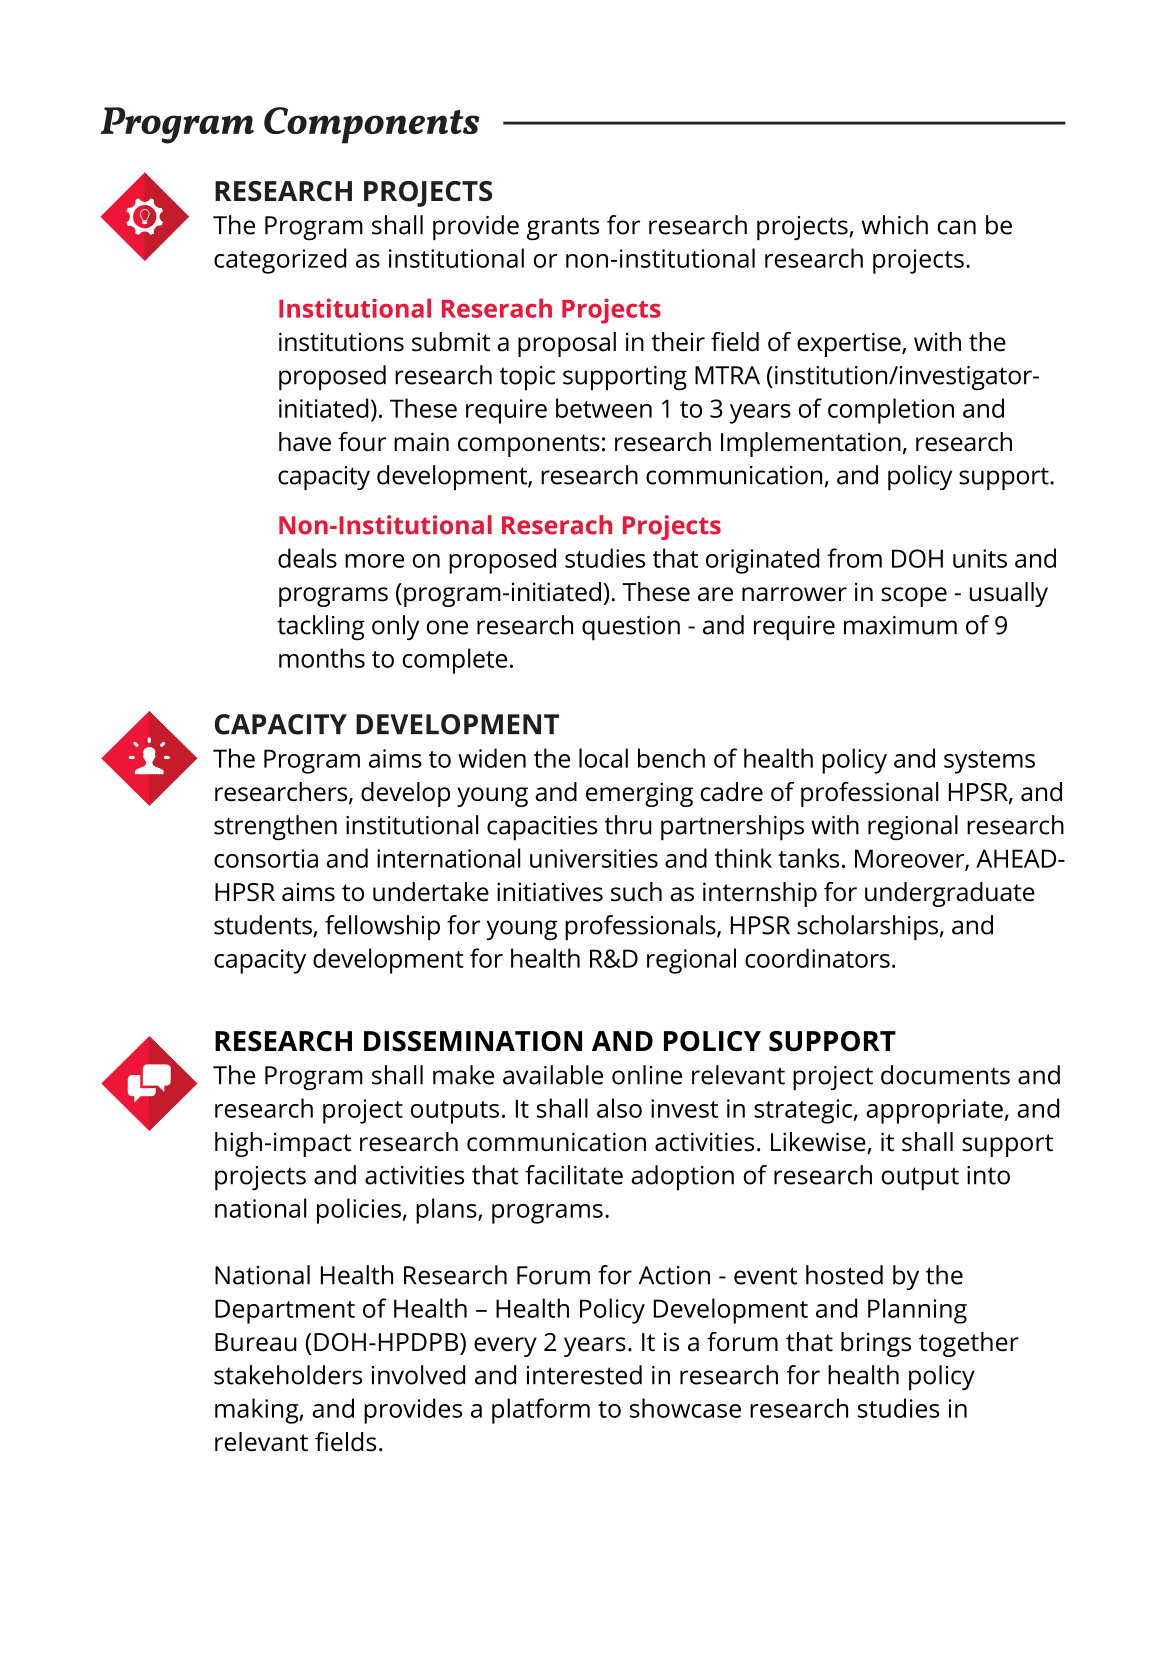 Program Components
RESEARCH PROJECTS
The Program shall provide grants for research projects, which can be
categorized as institutional or non-institutional research projects.
Institutional Reserach Projects
institutions submit a proposal in their field of expertise, with the
proposed research topic supporting MTRA (institution/investigator-
initiated). These require between 1 to 3 years of completion and
have four main components: research Implementation, research
capacity development, research communication, and policy support.
Non-Institutional Reserach Projects
deals more on proposed studies that originated from DOH units and
programs (program-initiated). These are narrower in scope - usually
tackling only one research question - and require maximum of 9
months to complete.
CAPACITY DEVELOPMENT
The Program aims to widen the local bench of health policy and systems
researchers, develop young and emerging cadre of professional HPSR, and
strengthen institutional capacities thru partnerships with regional research
consortia and international universities and think tanks. Moreover, AHEAD-
HPSR aims to undertake initiatives such as internship for undergraduate
students, fellowship for young professionals, HPSR scholarships, and
capacity development for health R&D regional coordinators.
RESEARCH DISSEMINATION AND POLICY SUPPORT
The Program shall make available online relevant project documents and
research project outputs. It shall also invest in strategic, appropriate, and
high-impact research communication activities. Likewise, it shall support
projects and activities that facilitate adoption of research output into
national policies, plans, programs.
National Health Research Forum for Action - event hosted by the
Department of Health – Health Policy Development and Planning
Bureau (DOH-HPDPB) every 2 years. It is a forum that brings together
stakeholders involved and interested in research for health policy
making, and provides a platform to showcase research studies in
relevant fields.